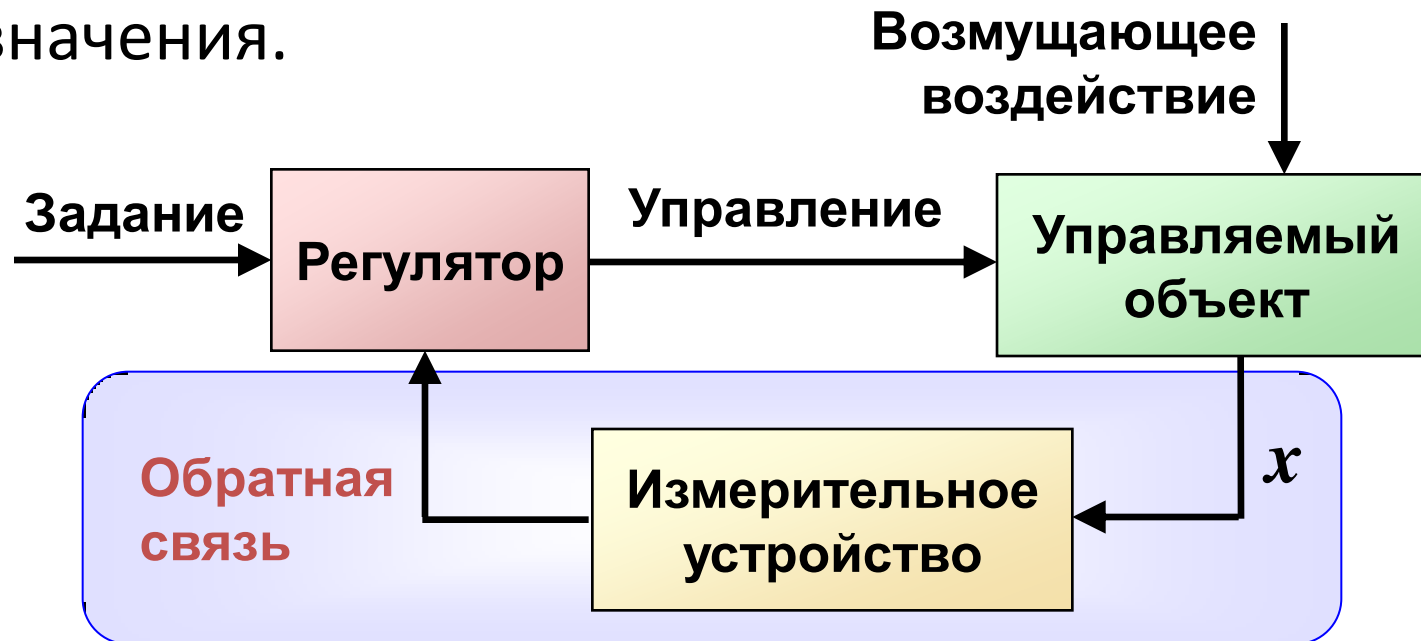 значения.
Возмущающее
воздействие
Задание
Регулятор
Управление
Управляемый
объект
Обратная
связь
Измерительное
устройство
x